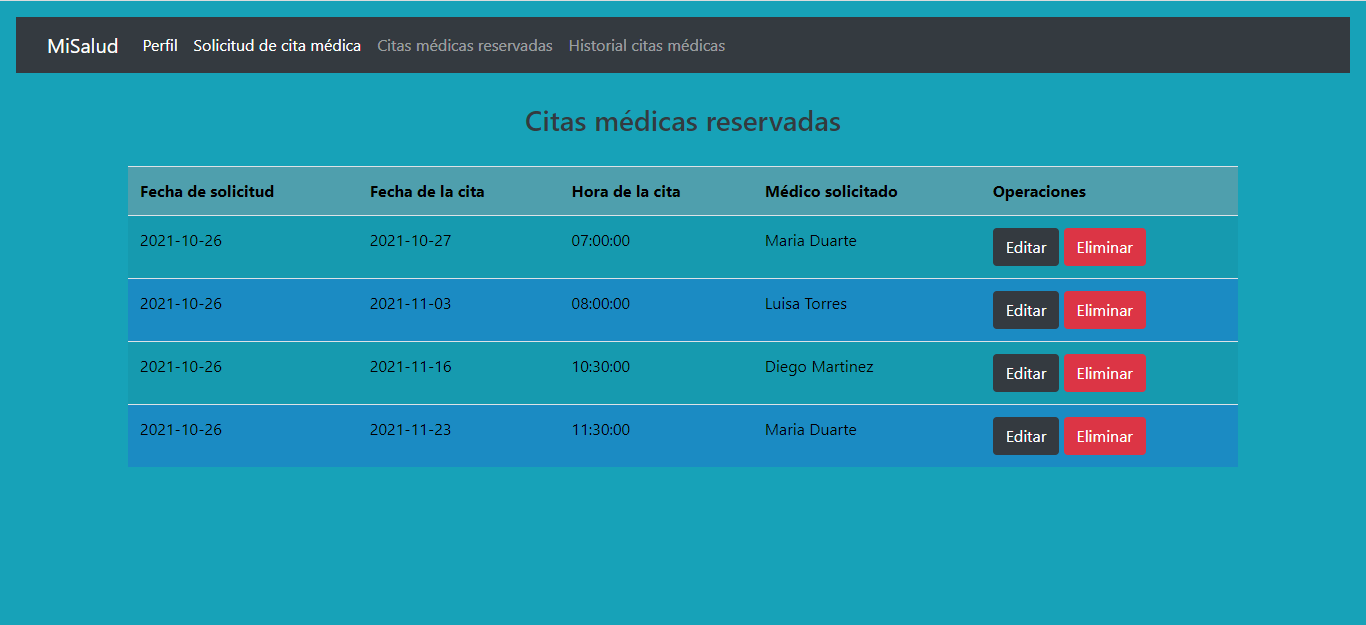 MiSalud Perfil Solicitud de cita médica Citas médicas reservadas Historial citas médicas
Citas médicas reservadas
Fecha de solicitud Fecha de la cita Hora de la cita Médico solicitado Operaciones
2021-10-26 2021-10-27 07:00:00 Maria Duarte Editar Eliminar
2021-10-26 2021-11-03 08:00:00 Luisa Torres Editar Eliminar
2021-10-26 2021-11-16 10:30:00 Diego Martinez Editar Eliminar
2021-10-26 2021-11-23 11:30:00 Maria Duarte Editar Eliminar